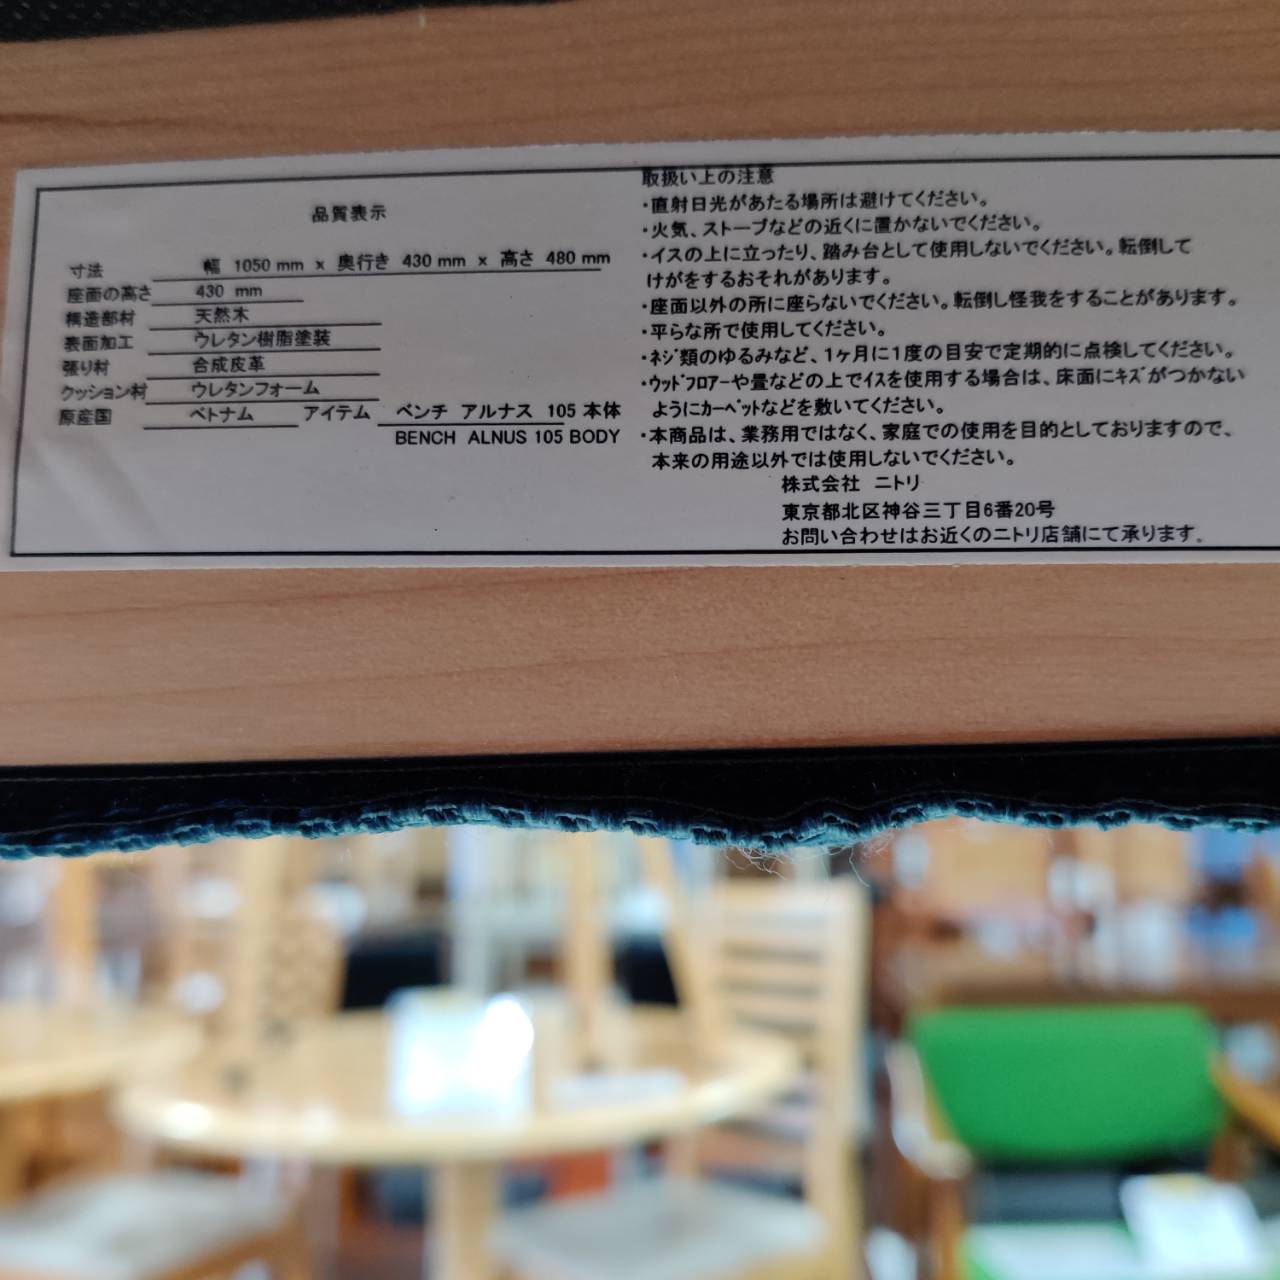 品質表示
寸法 幅 1050 mm x 奥行き 430 mm x 高さ 480 mm
座面の高さ 430 mm
構造部材 天然木
表面加工 ウレタン樹脂塗装
張り材 合成皮革
クッション材 ウレタンフォーム
原産国 ベトナム アイテム ベンチ アルナス 105 本体
BENCH ALNUS 105 BODY
取扱い上の注意
・直射日光があたる場所は避けてください。
・火気、ストーブなどの近くに置かないでください。
・イスの上に立ったり、踏み台として使用しないでください。転倒して
けがをするおそれがあります。
・座面以外の所に座らないでください。転倒し怪我をすることがあります。
・平らな所で使用してください。
・ネジ類のゆるみなど、1ヶ月に1度の目安で定期的に点検してください。
・ウッドフロアーや畳などの上でイスを使用する場合は、床面にキズがつかない
ようにカーペットなどを敷いてください。
・本商品は、業務用ではなく、家庭での使用を目的としておりますので、
本来の用途以外では使用しないでください。
株式会社 ニトリ
東京都北区神谷三丁目6番20号
お問い合わせはお近くのニトリ店舗にて承ります。